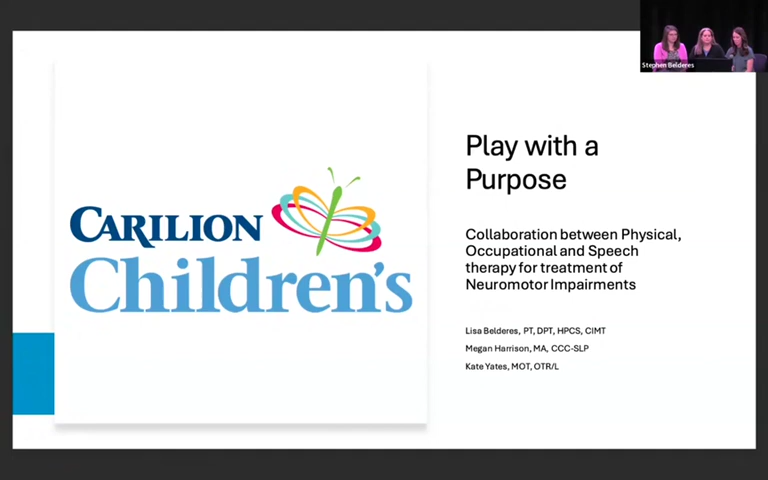 Stephen Belderes
CARILION
Children's
Play with a
Purpose
Collaboration between Physical,
Occupational and Speech
therapy for treatment of
Neuromotor Impairments
Lisa Belderes, PT, DPT, HPCS, CIMT
Megan Harrison, MA, CCC-SLP
Kate Yates, MOT, OTR/L